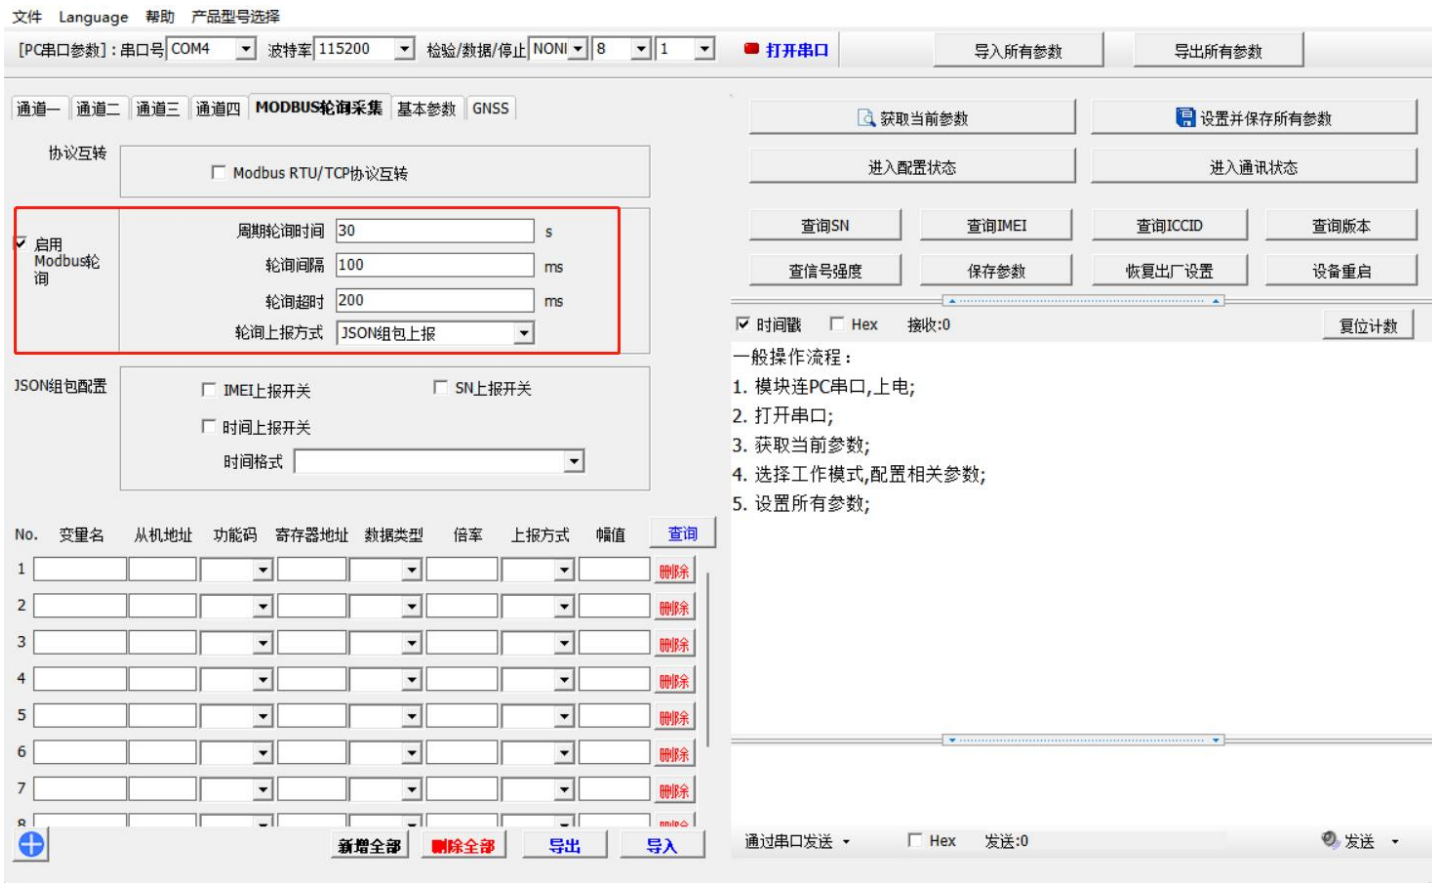 文件 Language 帮助 产品型号选择
[PC串口参数]：串口号 COM4 波特率 115200 检验/数据/停止 NONI 8 1 打开串口 导入所有参数 导出所有参数
通道一 通道二 通道三 通道四 MODBUS轮询采集 基本参数 GNSS
获取当前参数 设置并保存所有参数
协议互转
Modbus RTU/TCP协议互转
进入配置状态 进入通讯状态
启用
Modbus轮
询
周期轮询时间 30 s
轮询间隔 100 ms
轮询超时 200 ms
轮询上报方式 JSON组包上报
查询SN 查询IMEI 查询ICCID 查询版本
查信号强度 保存参数 恢复出厂设置 设备重启
时间戳 Hex 接收:0 复位计数
一般操作流程：
1. 模块连PC串口,上电;
2. 打开串口;
3. 获取当前参数;
4. 选择工作模式,配置相关参数;
5. 设置所有参数;
JSON组包配置
IMEI上报开关 SN上报开关
时间上报开关
时间格式
No. 变量名 从机地址 功能码 寄存器地址 数据类型 倍率 上报方式 幅值 查询
1 删除
2 删除
3 删除
4 删除
5 删除
6 删除
7 删除
8 删除
新增全部 删除全部 导出 导入
通过串口发送 Hex 发送:0 发送